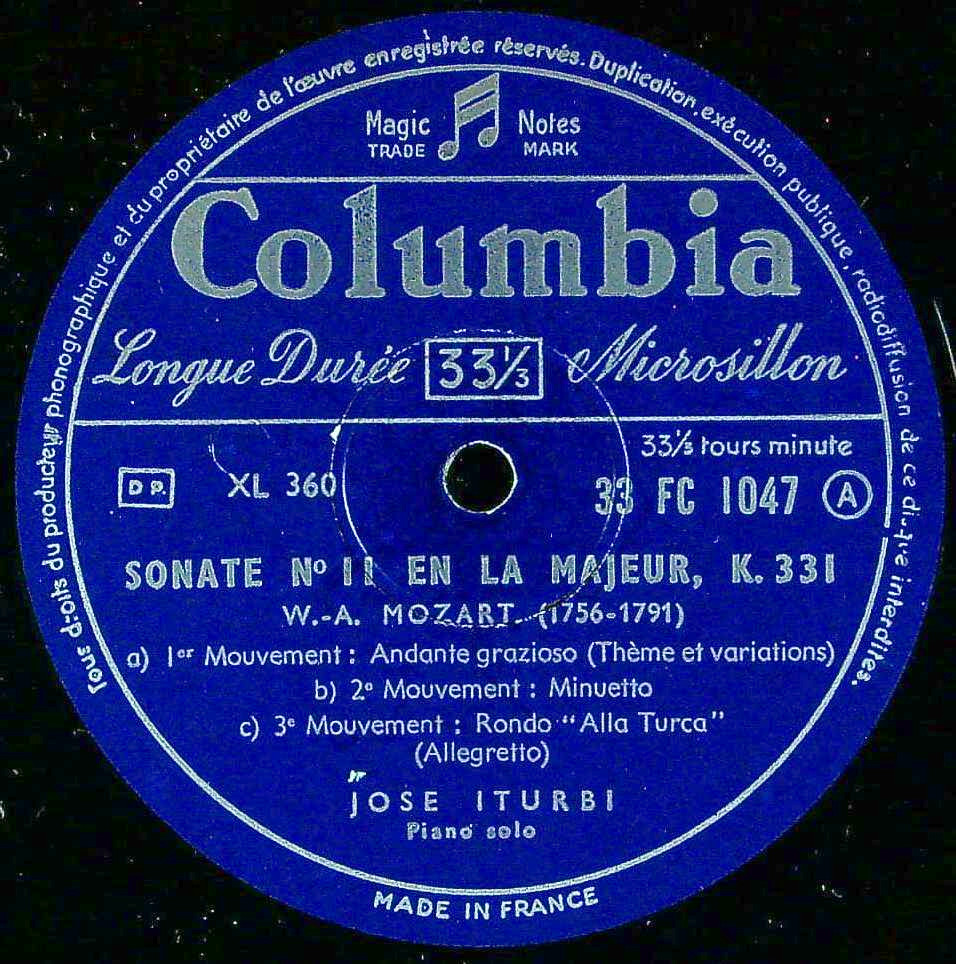 Tous droits du producteur phonographique et du propriétaire de l'œuvre enregistrée réservés. Duplication, exécution publique, radiodiffusion de ce disque interdites.
Magic Notes
TRADE MARK
Columbia
Longue Durée 33⅓ Microsillon
33⅓ tours minute
DP. XL 360 33 FC 1047 A
SONATE No 11 EN LA MAJEUR, K. 331
W.-A. MOZART. (1756-1791)
a) 1er Mouvement : Andante grazioso (Thème et variations)
b) 2e Mouvement : Minuetto
c) 3e Mouvement : Rondo "Alla Turca"
(Allegretto)
JOSE ITURBI
Piano solo
MADE IN FRANCE